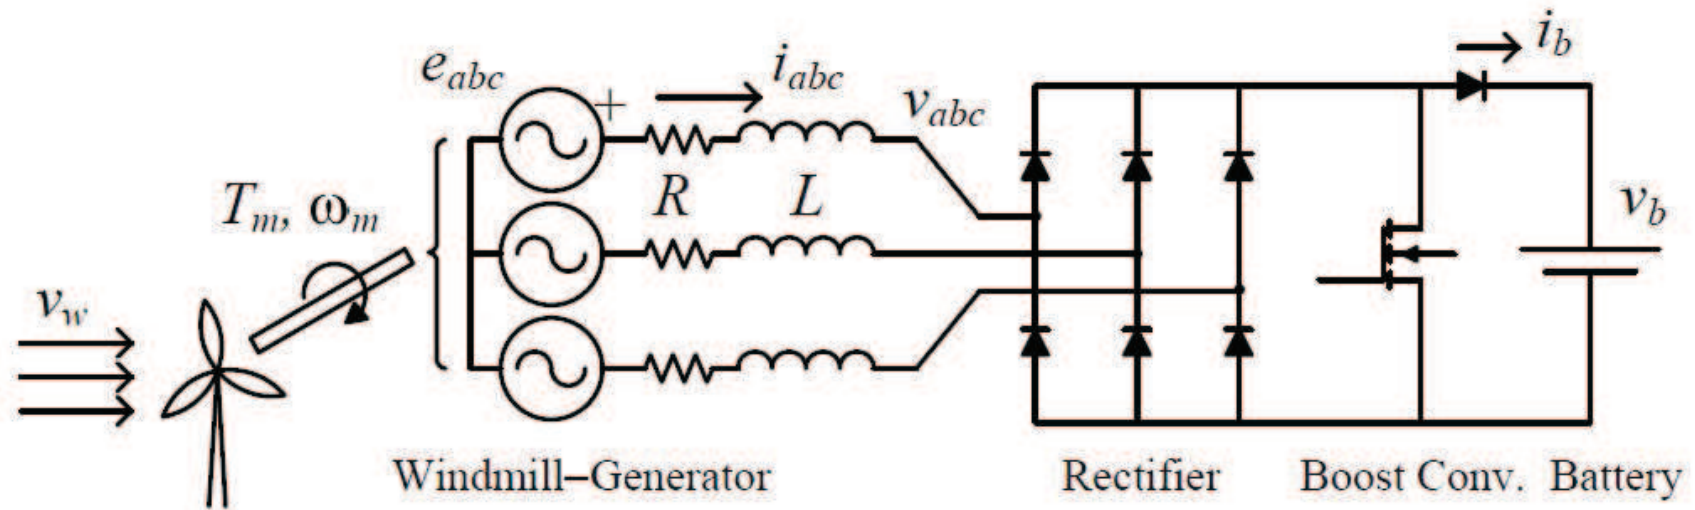 e_abc
i_abc
i_b
+
v_abc
T_m, ω_m
R
L
v_b
v_w
Windmill–Generator
Rectifier
Boost Conv.
Battery